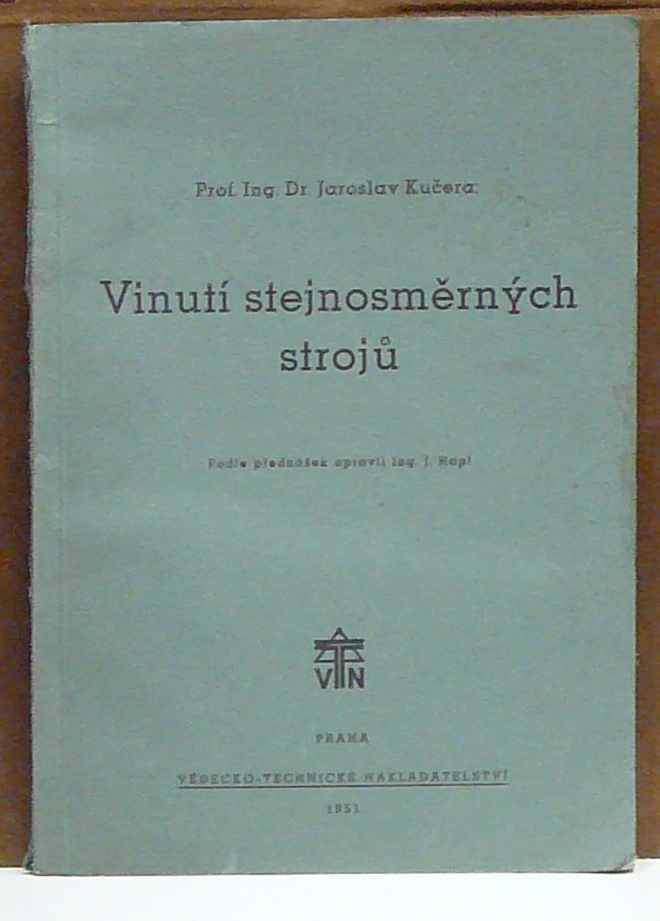 Prof. Ing. Dr. Jaroslav Kučera:
Vinutí stejnosměrných
strojů
Podle přednášek upravil Ing. J. Hapl
VTN
PRAHA
VĚDECKO-TECHNICKÉ NAKLADATELSTVÍ
1951